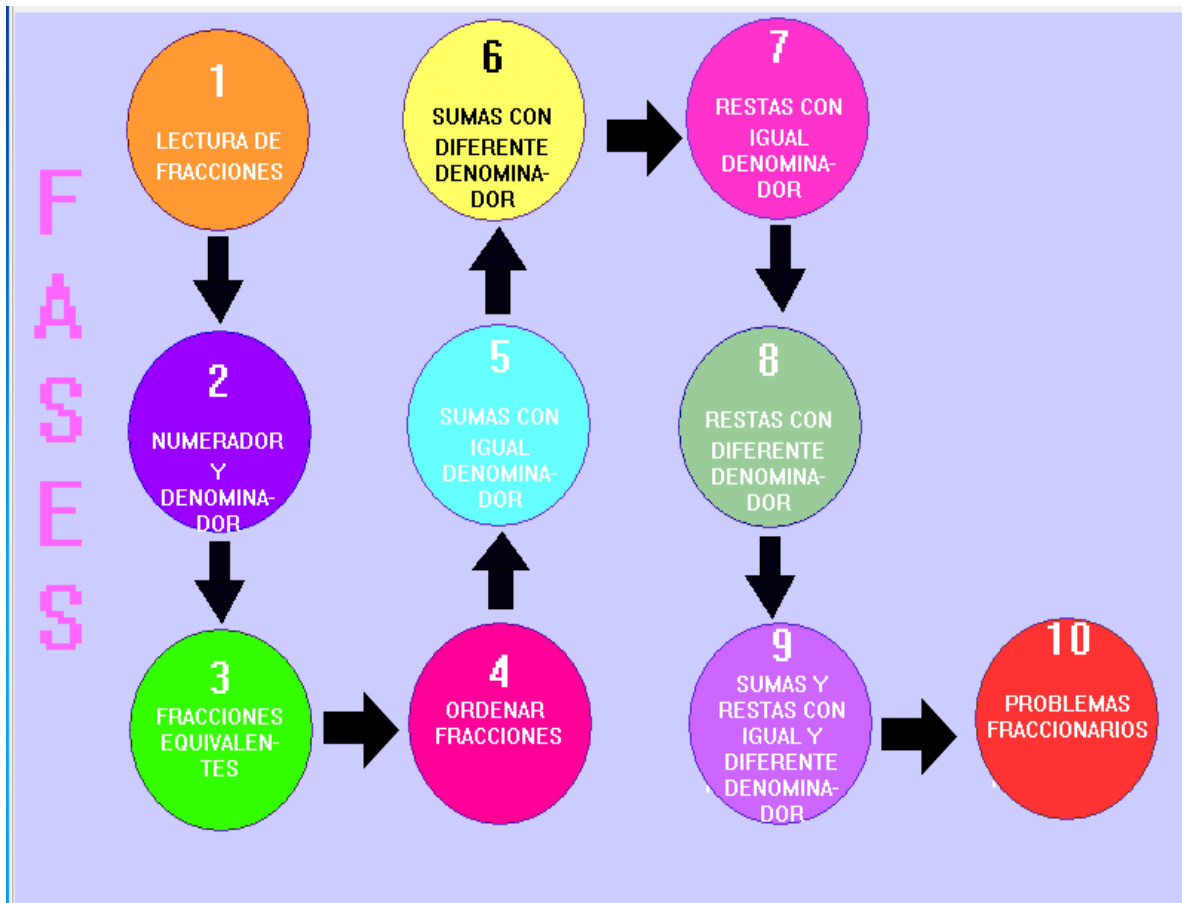 FASES
1
LECTURA DE
FRACCIONES
2
NUMERADOR
Y
DENOMINA-
DOR
3
FRACCIONES
EQUIVALEN-
TES
4
ORDENAR
FRACCIONES
5
SUMAS CON
IGUAL
DENOMINA-
DOR
6
SUMAS CON
DIFERENTE
DENOMINA-
DOR
7
RESTAS CON
IGUAL
DENOMINA-
DOR
8
RESTAS CON
DIFERENTE
DENOMINA-
DOR
9
SUMAS Y
RESTAS CON
IGUAL Y
DIFERENTE
DENOMINA-
DOR
10
PROBLEMAS
FRACCIONARIOS